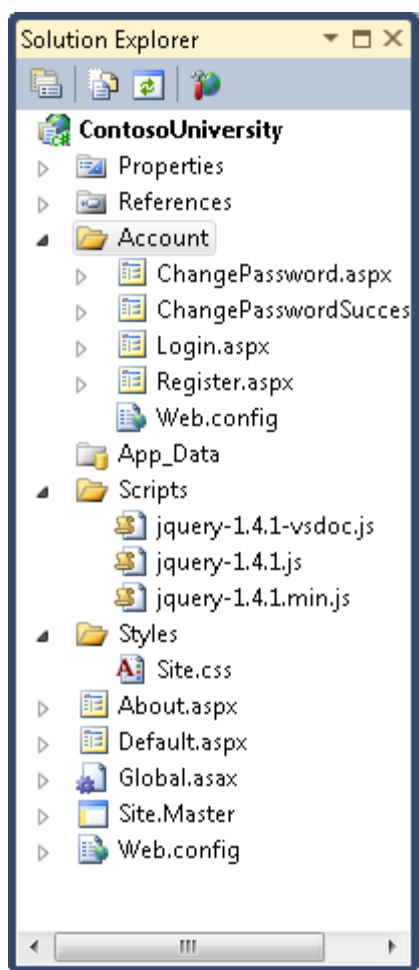 Solution Explorer
ContosoUniversity
Properties
References
Account
ChangePassword.aspx
ChangePasswordSucces
Login.aspx
Register.aspx
Web.config
App_Data
Scripts
jquery-1.4.1-vsdoc.js
jquery-1.4.1.js
jquery-1.4.1.min.js
Styles
Site.css
About.aspx
Default.aspx
Global.asax
Site.Master
Web.config